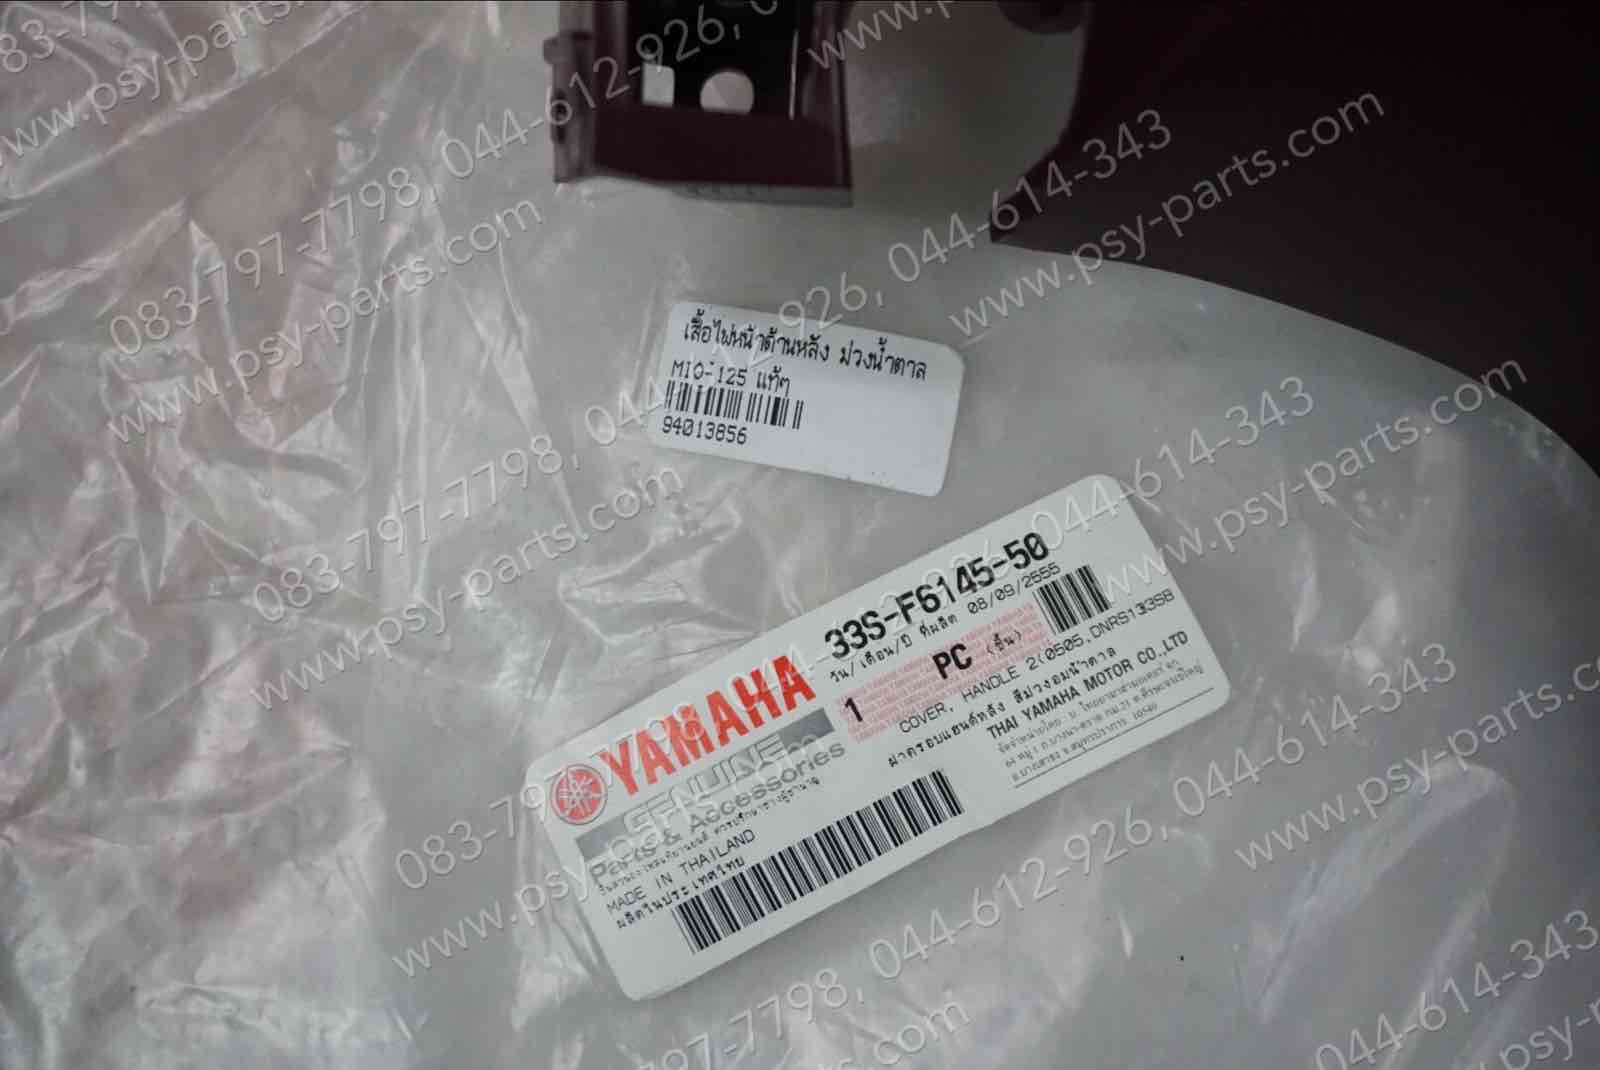 083-797-7798, 044-612-926, 044-614-343
www.psy-parts.com
เสื้อไฟหน้าด้านหลัง ม่วงน้ำตาล
MIO-125 แท้ๆ
94013856
33S-F6145-50
วัน/เดือน/ปี ที่ผลิต 08/09/2555
1 PC (ชิ้น)
COVER, HANDLE 2(0505,DNRS1
ฝาครอบแฮนด์หลัง สีม่วงอมน้ำตาล
THAI YAMAHA MOTOR CO.,LTD
YAMAHA
GENUINE
Parts & Accessories
MADE IN THAILAND
ผลิตในประเทศไทย